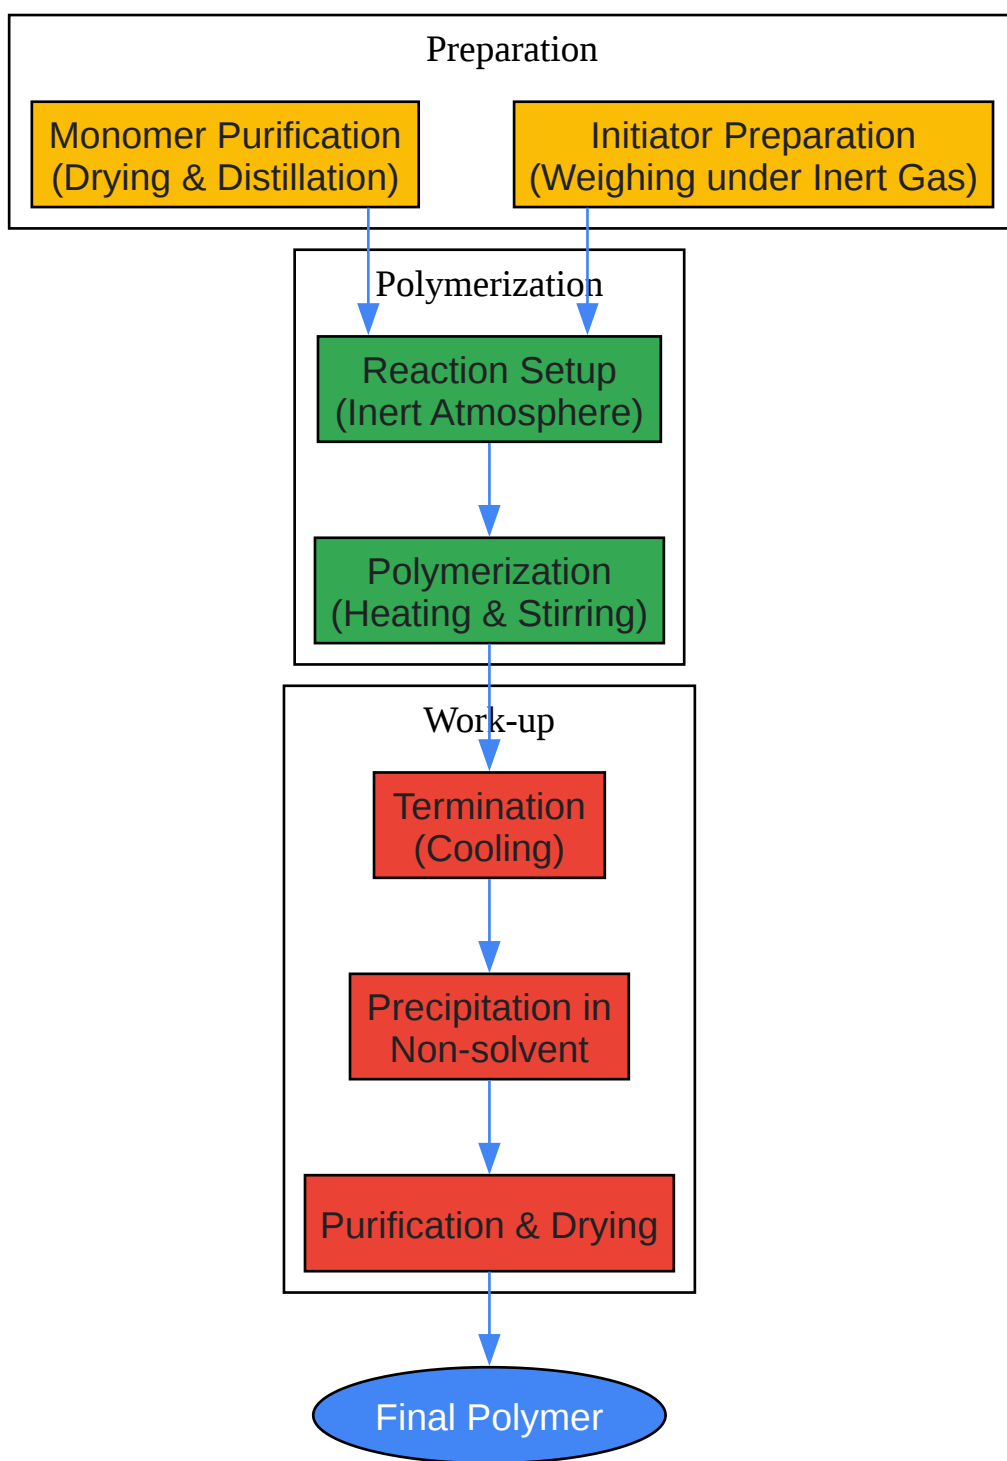 Preparation
Monomer Purification
(Drying & Distillation)
Initiator Preparation
(Weighing under Inert Gas)
Polymerization
Reaction Setup
(Inert Atmosphere)
Polymerization
(Heating & Stirring)
Work-up
Termination
(Cooling)
Precipitation in
Non-solvent
Purification & Drying
Final Polymer